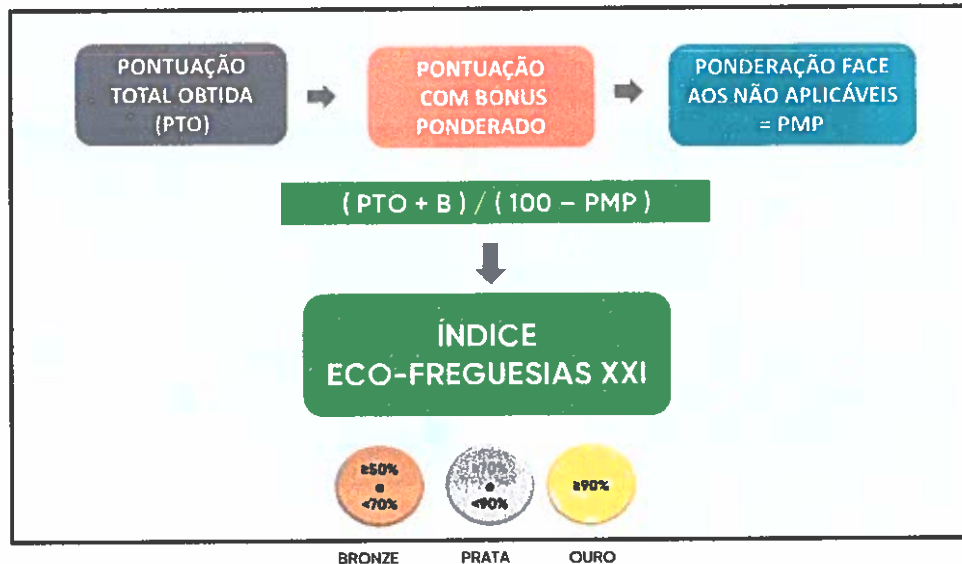 PONTUAÇÃO
TOTAL OBTIDA
(PTO)
PONTUAÇÃO
COM BONUS
PONDERADO
PONDERAÇÃO FACE
AOS NÃO APLICÁVEIS
= PMP
( PTO + B ) / ( 100 – PMP )
ÍNDICE
ECO-FREGUESIAS XXI
≥50%
e
<70%
≥70%
e
<90%
≥90%
BRONZE
PRATA
OURO